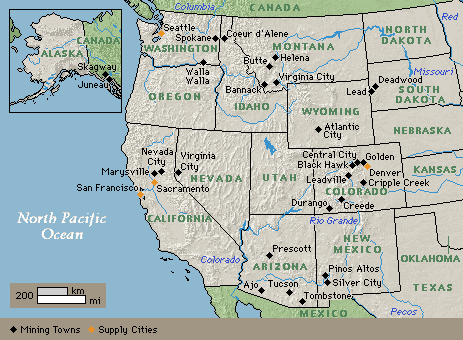 Columbia
CANADA
Red
Seattle
Spokane
Coeur d'Alene
WASHINGTON
MONTANA
NORTH
DAKOTA
CANADA
ALASKA
Skagway
Juneau
Walla
Walla
Butte
Helena
Virginia City
Bannack
Missouri
Deadwood
Lead
SOUTH
DAKOTA
OREGON
IDAHO
WYOMING
Atlantic
City
NEBRASKA
Nevada
City
Virginia
City
Marysville
San Francisco
Sacramento
NEVADA
UTAH
Central City
Golden
Black Hawk
Denver
Leadville
Cripple Creek
COLORADO
KANSAS
Durango
Creede
Rio Grande
CALIFORNIA
North Pacific
Ocean
Colorado
Prescott
ARIZONA
NEW
MEXICO
OKLAHOMA
Pinos Altos
Silver City
TEXAS
Ajo
Tucson
Tombstone
MEXICO
Pecos
200
km
mi
Mining Towns
Supply Cities